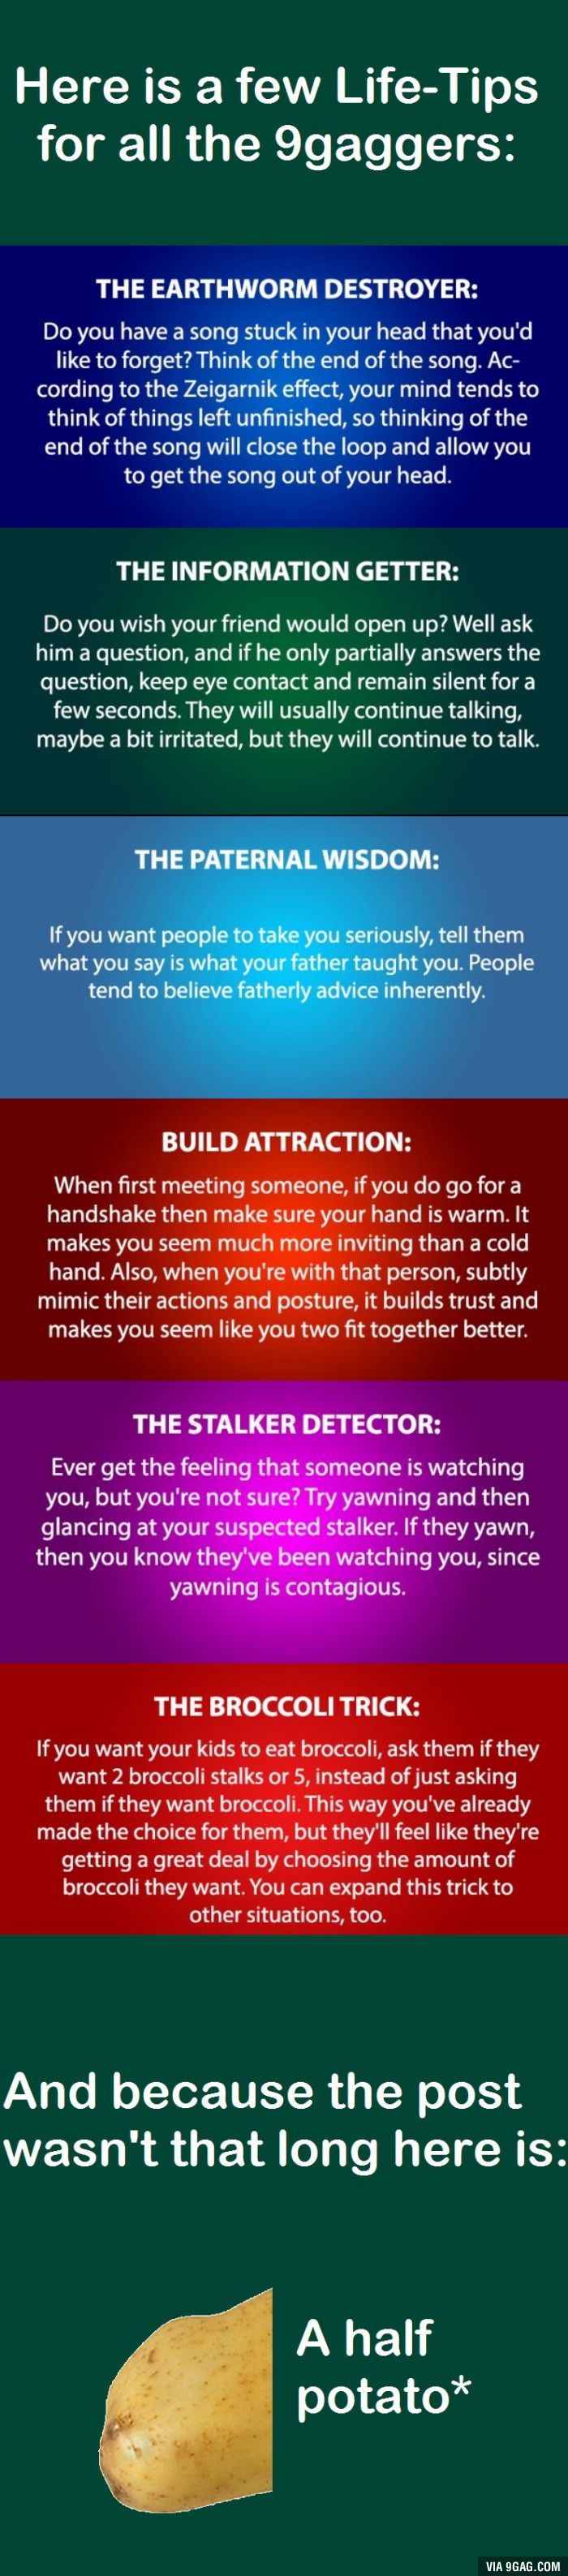 Here is a few Life-Tips
for all the 9gaggers:
THE EARTHWORM DESTROYER:
Do you have a song stuck in your head that you'd
like to forget? Think of the end of the song. Ac-
cording to the Zeigarnik effect, your mind tends to
think of things left unfinished, so thinking of the
end of the song will close the loop and allow you
to get the song out of your head.
THE INFORMATION GETTER:
Do you wish your friend would open up? Well ask
him a question, and if he only partially answers the
question, keep eye contact and remain silent for a
few seconds. They will usually continue talking,
maybe a bit irritated, but they will continue to talk.
THE PATERNAL WISDOM:
If you want people to take you seriously, tell them
what you say is what your father taught you. People
tend to believe fatherly advice inherently.
BUILD ATTRACTION:
When first meeting someone, if you do go for a
handshake then make sure your hand is warm. It
makes you seem much more inviting than a cold
hand. Also, when you're with that person, subtly
mimic their actions and posture, it builds trust and
makes you seem like you two fit together better.
THE STALKER DETECTOR:
Ever get the feeling that someone is watching
you, but you're not sure? Try yawning and then
glancing at your suspected stalker. If they yawn,
then you know they've been watching you, since
yawning is contagious.
THE BROCCOLI TRICK:
If you want your kids to eat broccoli, ask them if they
want 2 broccoli stalks or 5, instead of just asking
them if they want broccoli. This way you've already
made the choice for them, but they'll feel like they're
getting a great deal by choosing the amount of
broccoli they want. You can expand this trick to
other situations, too.
And because the post
wasn't that long here is:
A half
potato*
VIA 9GAG.COM